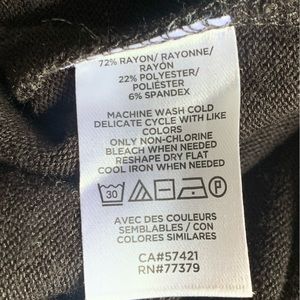 72% RAYON/ RAYONNE/
RAYÓN
22% POLYESTER/
POLIÉSTER
6% SPANDEX
MACHINE WASH COLD
DELICATE CYCLE WITH LIKE
COLORS
ONLY NON-CHLORINE
BLEACH WHEN NEEDED
RESHAPE DRY FLAT
COOL IRON WHEN NEEDED
30
P
AVEC DES COULEURS
SEMBLABLES / CON
COLORES SIMILARES
CA#57421
RN#77379